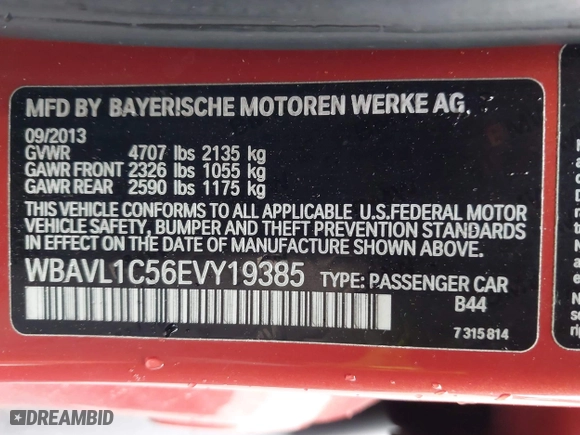 MFD BY BAYERISCHE MOTOREN WERKE AG.
09/2013
GVWR 4707 lbs 2135 kg
GAWR FRONT 2326 lbs 1055 kg
GAWR REAR 2590 lbs 1175 kg
THIS VEHICLE CONFORMS TO ALL APPLICABLE U.S.FEDERAL MOTOR
VEHICLE SAFETY, BUMPER AND THEFT PREVENTION STANDARDS
IN EFFECT ON THE DATE OF MANUFACTURE SHOWN ABOVE.
WBAVL1C56EVY19385 TYPE: PASSENGER CAR
B44
7 315 814
DREAMBID